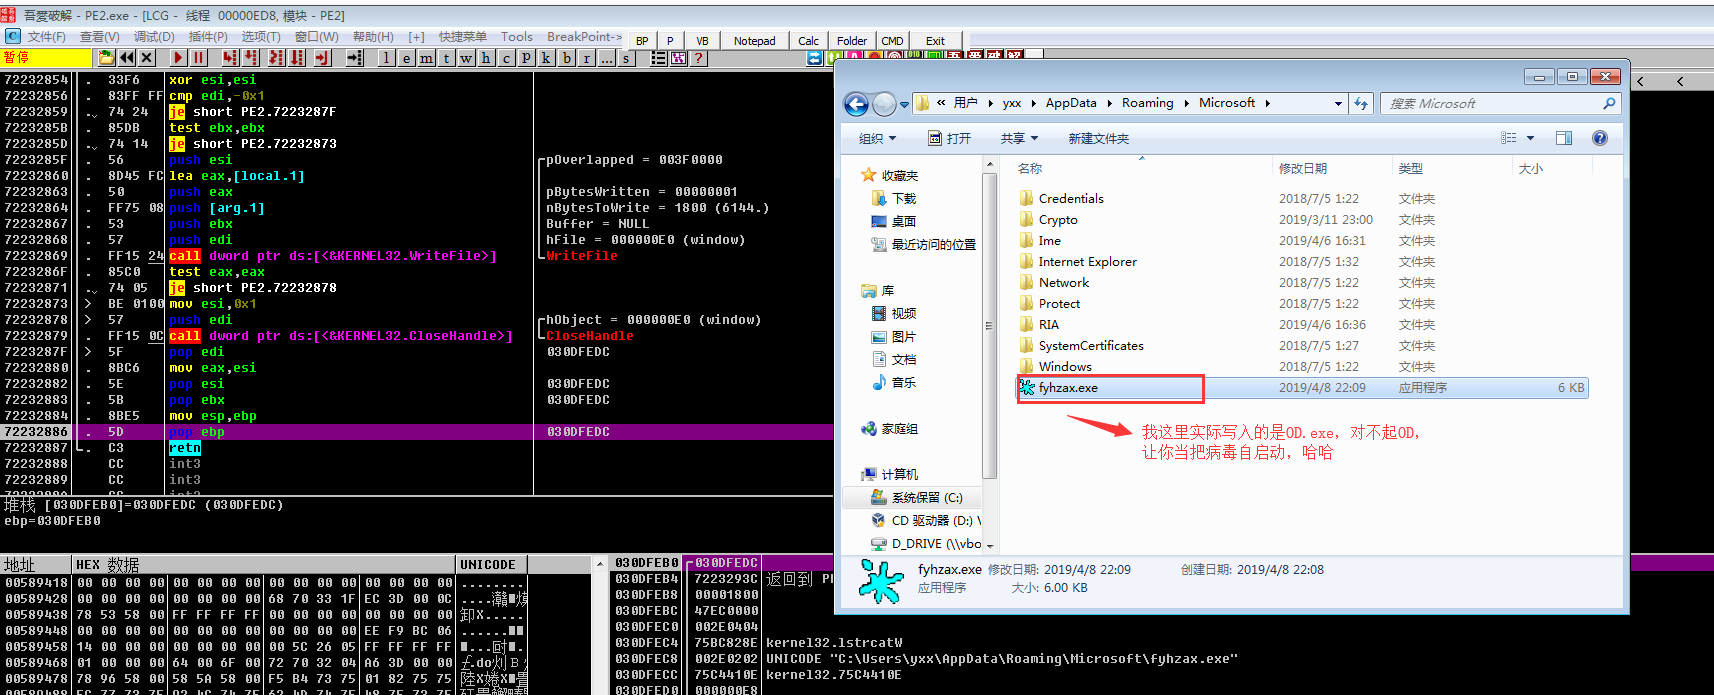 吾爱破解 - PE2.exe - [LCG - 线程 00000ED8, 模块 - PE2]
C 文件(F) 查看(V) 调试(D) 插件(P) 选项(T) 窗口(W) 帮助(H) [+] 快捷菜单 Tools BreakPoint-> BP P VB Notepad Calc Folder CMD Exit
暂停 l e m t w h c p k b r ... s ?
72232854 . 33F6 xor esi,esi
72232856 . 83FF FF cmp edi,-0x1
72232859 . 74 24 je short PE2.7223287F
7223285B . 85DB test ebx,ebx
7223285D . 74 14 je short PE2.72232873
7223285F . 56 push esi pOverlapped = 003F0000
72232860 . 8D45 FC lea eax,[local.1]
72232863 . 50 push eax pBytesWritten = 00000001
72232864 . FF75 08 push [arg.1] nBytesToWrite = 1800 (6144.)
72232867 . 53 push ebx Buffer = NULL
72232868 . 57 push edi hFile = 000000E0 (window)
72232869 . FF15 24 call dword ptr ds:[<&KERNEL32.WriteFile>] WriteFile
7223286F . 85C0 test eax,eax
72232871 . 74 05 je short PE2.72232878
72232873 > BE 0100 mov esi,0x1
72232878 > 57 push edi hObject = 000000E0 (window)
72232879 . FF15 0C call dword ptr ds:[<&KERNEL32.CloseHandle>] CloseHandle
7223287F > 5F pop edi 030DFEDC
72232880 . 8BC6 mov eax,esi
72232882 . 5E pop esi 030DFEDC
72232883 . 5B pop ebx 030DFEDC
72232884 . 8BE5 mov esp,ebp
72232886 . 5D pop ebp 030DFEDC
72232887 . C3 retn
72232888 CC int3
72232889 CC int3
堆栈 [030DFEB0]=030DFEDC (030DFEDC)
ebp=030DFEB0
地址 HEX 数据 UNICODE
00589418 00 00 00 00 00 00 00 00 00 00 00 00 00 00 00 00 ........
00589428 00 00 00 00 00 00 00 00 68 70 33 1F EC 3D 00 0C
00589438 78 53 58 00 FF FF FF FF 00 00 00 00 00 00 00 00
00589448 00 00 00 00 00 00 00 00 00 00 00 00 EE F9 BC 06
00589458 14 00 00 00 00 00 00 00 00 5C 26 05 FF FF FF FF
00589468 01 00 00 00 64 00 6F 00 72 70 32 04 A6 3D 00 00
00589478 78 96 58 00 58 5A 58 00 F5 B4 73 75 01 82 75 75
030DFEB0 030DFEDC
030DFEB4 7223293C 返回到
030DFEB8 00001800
030DFEBC 47EC0000
030DFEC0 002E0404
030DFEC4 75BC828E kernel32.lstrcatW
030DFEC8 002E0202 UNICODE "C:\Users\yxx\AppData\Roaming\Microsoft\fyhzax.exe"
030DFECC 75C4410E kernel32.75C4410E
030DFED0 000000E8
« 用户 yxx AppData Roaming Microsoft 搜索 Microsoft
组织 打开 共享 新建文件夹
收藏夹
下载
桌面
最近访问的位置
库
视频
图片
文档
音乐
家庭组
计算机
系统保留 (C:)
CD 驱动器 (D:) V
D_DRIVE (\\vbo
名称 修改日期 类型 大小
Credentials 2018/7/5 1:22 文件夹
Crypto 2019/3/11 23:00 文件夹
Ime 2019/4/6 16:31 文件夹
Internet Explorer 2018/7/5 1:32 文件夹
Network 2018/7/5 1:22 文件夹
Protect 2018/7/5 1:22 文件夹
RIA 2019/4/6 16:36 文件夹
SystemCertificates 2018/7/5 1:27 文件夹
Windows 2018/7/5 1:22 文件夹
fyhzax.exe 2019/4/8 22:09 应用程序 6 KB
我这里实际写入的是OD.exe，对不起OD，
让你当把病毒自启动，哈哈
fyhzax.exe 修改日期: 2019/4/8 22:09 创建日期: 2019/4/8 22:08
应用程序 大小: 6.00 KB